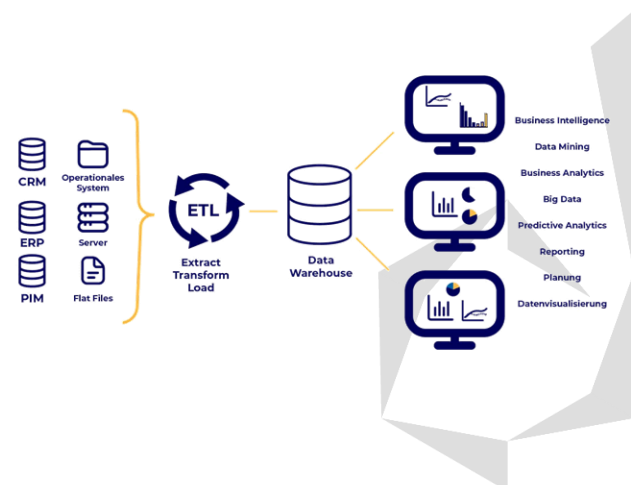 CRM
Operationales
System
ERP
Server
PIM
Flat Files
ETL
Extract
Transform
Load
Data
Warehouse
Business Intelligence
Data Mining
Business Analytics
Big Data
Predictive Analytics
Reporting
Planung
Datenvisualisierung